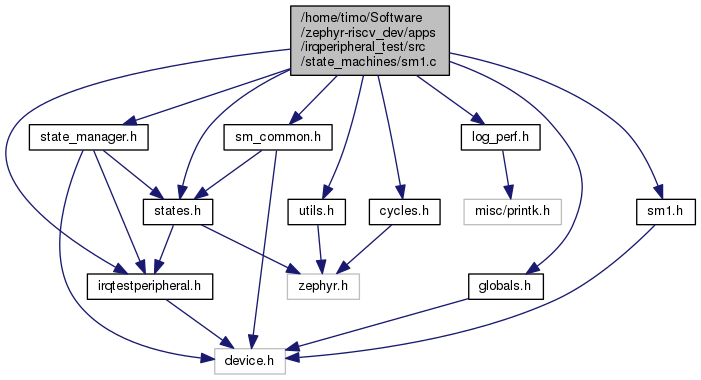 /home/timo/Software
/zephyr-riscv_dev/apps
/irqperipheral_test/src
/state_machines/sm1.c
state_manager.h
sm_common.h
log_perf.h
states.h
utils.h
cycles.h
misc/printk.h
sm1.h
irqtestperipheral.h
zephyr.h
globals.h
device.h